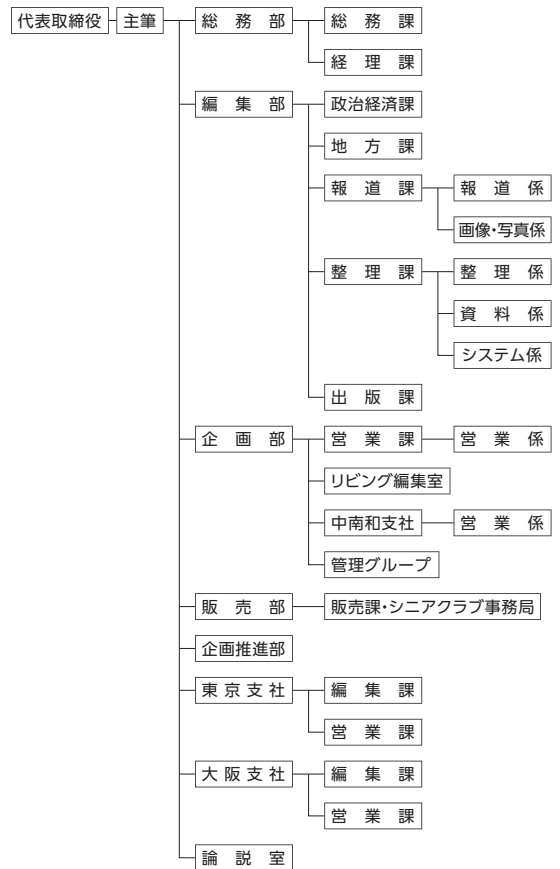 代表取締役 主筆 総務部 総務課
経理課
編集部 政治経済課
地方課
報道課 報道係
画像・写真係
整理課 整理係
資料係
システム係
出版課
企画部 営業課 営業係
リビング編集室
中南和支社 営業係
管理グループ
販売部 販売課・シニアクラブ事務局
企画推進部
東京支社 編集課
営業課
大阪支社 編集課
営業課
論説室